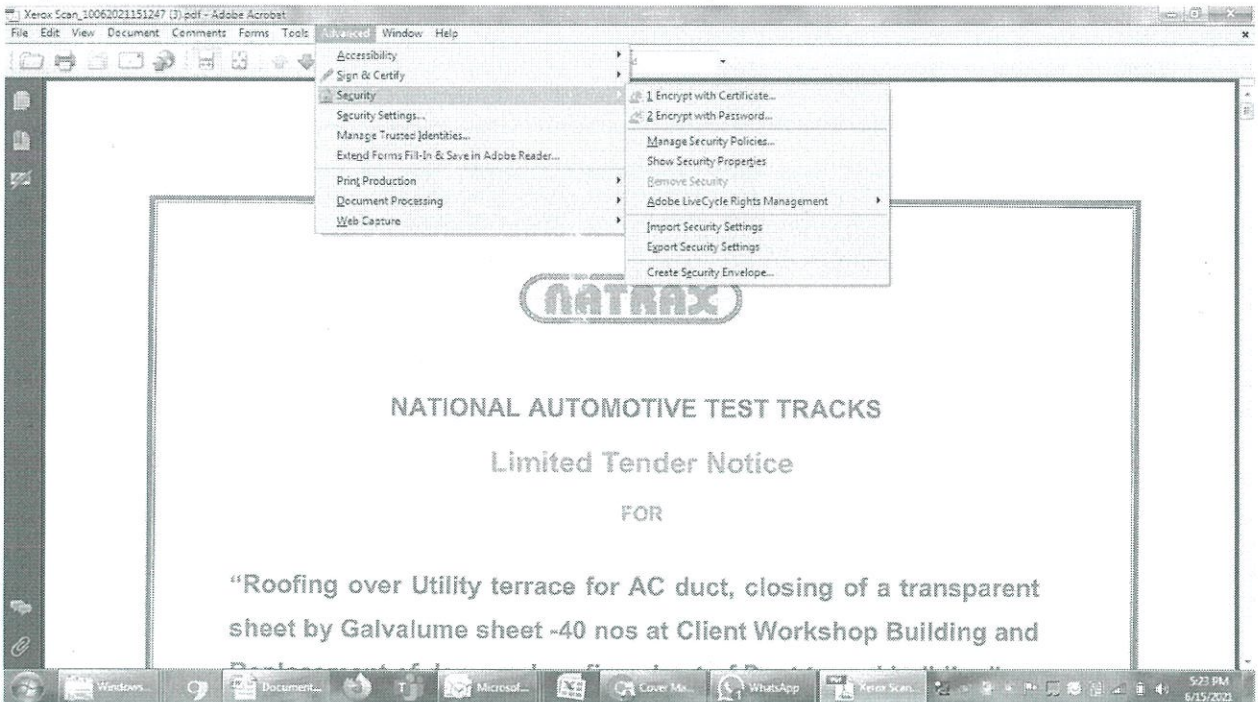 Xerox Scan_10062021151247 (3).pdf - Adobe Acrobat
File Edit View Document Comments Forms Tools Advanced Window Help
Accessibility
Sign & Certify
Security
Security Settings...
Manage Trusted Identities...
Extend Forms Fill-In & Save in Adobe Reader...
Print Production
Document Processing
Web Capture
1 Encrypt with Certificate...
2 Encrypt with Password...
Manage Security Policies...
Show Security Properties
Remove Security
Adobe LiveCycle Rights Management
Import Security Settings
Export Security Settings
Create Security Envelope...
NATRAX
NATIONAL AUTOMOTIVE TEST TRACKS
Limited Tender Notice
FOR
“Roofing over Utility terrace for AC duct, closing of a transparent
sheet by Galvalume sheet -40 nos at Client Workshop Building and
Windows... Document... Microsof... Cover Ma... WhatsApp Xerox Scan...
5:23 PM
6/15/2021